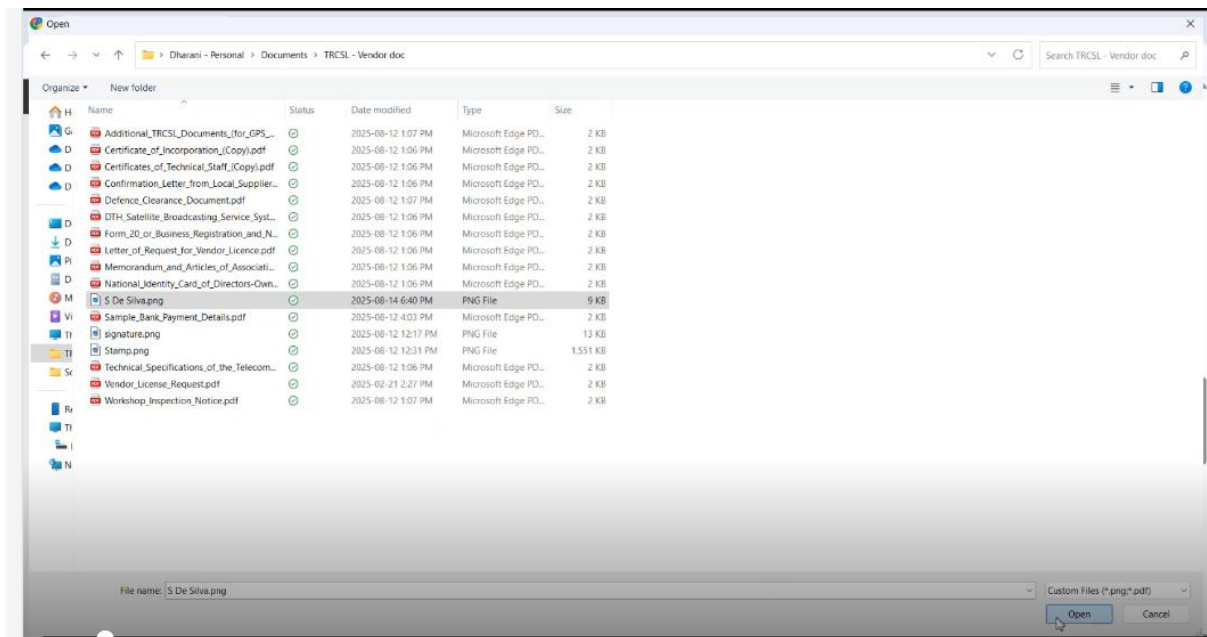 Open
Dharani - Personal > Documents > TRCSL - Vendor doc
Search TRCSL - Vendor doc
Organize
New folder
Name Status Date modified Type Size
Additional_TRCSL_Documents_(for_GPS_... 2025-08-12 1:07 PM Microsoft Edge PD... 2 KB
Certificate_of_Incorporation_(Copy).pdf 2025-08-12 1:06 PM Microsoft Edge PD... 2 KB
Certificates_of_Technical_Staff_(Copy).pdf 2025-08-12 1:06 PM Microsoft Edge PD... 2 KB
Confirmation_Letter_from_Local_Supplier... 2025-08-12 1:06 PM Microsoft Edge PD... 2 KB
Defence_Clearance_Document.pdf 2025-08-12 1:07 PM Microsoft Edge PD... 2 KB
DTH_Satellite_Broadcasting_Service_Syst... 2025-08-12 1:06 PM Microsoft Edge PD... 2 KB
Form_20_or_Business_Registration_and_N... 2025-08-12 1:06 PM Microsoft Edge PD... 2 KB
Letter_of_Request_for_Vendor_Licence.pdf 2025-08-12 1:06 PM Microsoft Edge PD... 2 KB
Memorandum_and_Articles_of_Associati... 2025-08-12 1:06 PM Microsoft Edge PD... 2 KB
National_Identity_Card_of_Directors-Own... 2025-08-12 1:06 PM Microsoft Edge PD... 2 KB
S De Silva.png 2025-08-14 6:40 PM PNG File 9 KB
Sample_Bank_Payment_Details.pdf 2025-08-12 4:03 PM Microsoft Edge PD... 2 KB
signature.png 2025-08-12 12:17 PM PNG File 13 KB
Stamp.png 2025-08-12 12:31 PM PNG File 1,551 KB
Technical_Specifications_of_the_Telecom... 2025-08-12 1:06 PM Microsoft Edge PD... 2 KB
Vendor_License_Request.pdf 2025-02-21 2:27 PM Microsoft Edge PD... 2 KB
Workshop_Inspection_Notice.pdf 2025-08-12 1:07 PM Microsoft Edge PD... 2 KB
File name: S De Silva.png
Custom Files (*.png;*.pdf)
Open Cancel